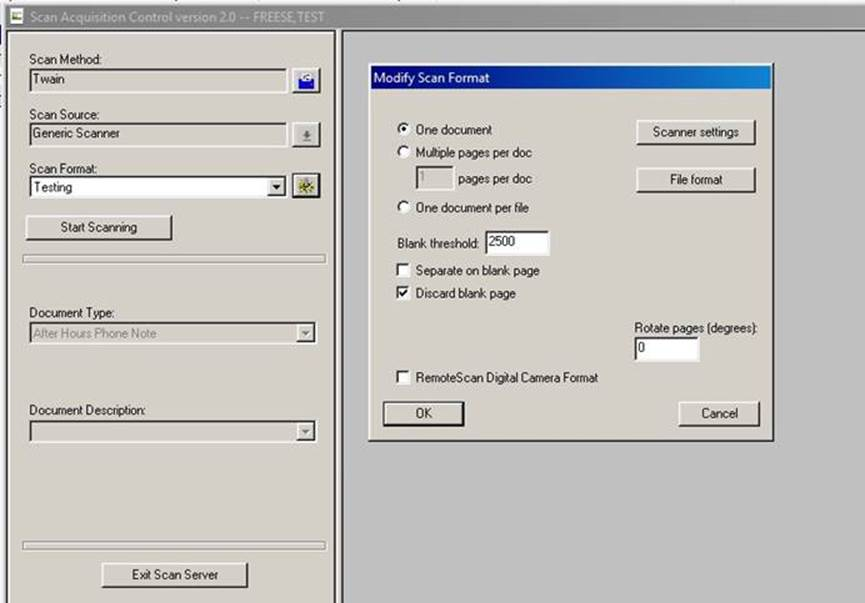 Scan Acquisition Control version 2.0 -- FREESE,TEST
Scan Method:
Twain
Scan Source:
Generic Scanner
Scan Format:
Testing
Start Scanning
Document Type:
After Hours Phone Note
Document Description:
Exit Scan Server
Modify Scan Format
One document
Multiple pages per doc
1 pages per doc
One document per file
Blank threshold: 2500
Separate on blank page
Discard blank page
Scanner settings
File format
Rotate pages (degrees):
0
RemoteScan Digital Camera Format
OK
Cancel